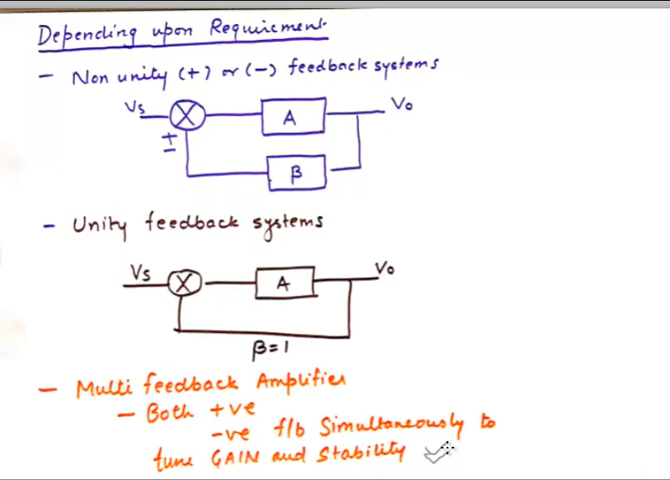 Depending upon Requirement
- Non unity (+) or (-) feedback systems
Vs X A Vo
±
β
- Unity feedback systems
Vs X A Vo
β=1
- Multi feedback Amplifier
- Both +ve
-ve f/b Simultaneously to
tune GAIN and Stability